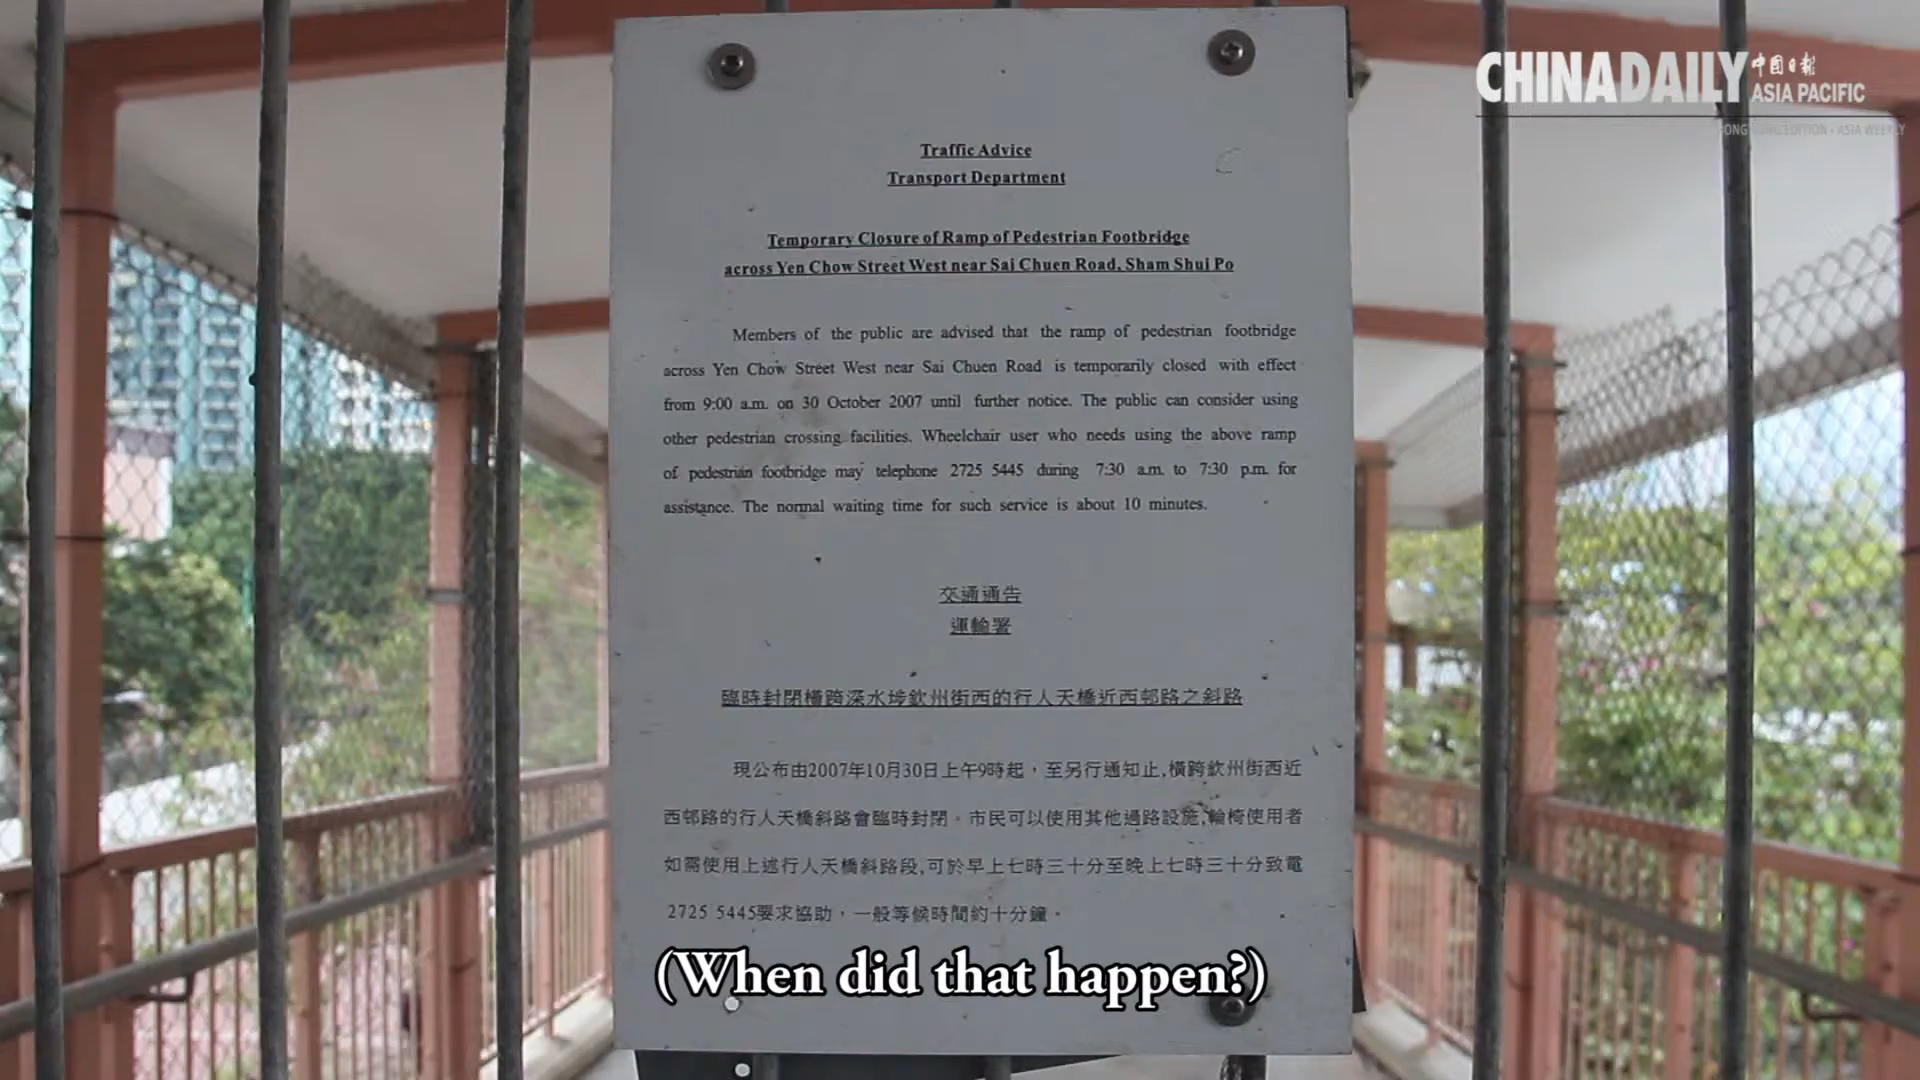 CHINADAILY 中國日報
ASIA PACIFIC
Traffic Advice
Transport Department
Temporary Closure of Ramp of Pedestrian Footbridge
across Yen Chow Street West near Sai Chuen Road, Sham Shui Po
Members of the public are advised that the ramp of pedestrian footbridge
across Yen Chow Street West near Sai Chuen Road is temporarily closed with effect
from 9:00 a.m. on 30 October 2007 until further notice. The public can consider using
other pedestrian crossing facilities. Wheelchair user who needs using the above ramp
of pedestrian footbridge may telephone 2725 5445 during 7:30 a.m. to 7:30 p.m. for
assistance. The normal waiting time for such service is about 10 minutes.
交通通告
運輸署
臨時封閉橫跨深水埗欽州街西的行人天橋近西邨路之斜路
現公布由2007年10月30日上午9時起，至另行通知止,橫跨欽州街西近
西邨路的行人天橋斜路會臨時封閉。市民可以使用其他過路設施,輪椅使用者
如需使用上述行人天橋斜路段,可於早上七時三十分至晚上七時三十分致電
2725 5445要求協助，一般等候時間約十分鐘。
(When did that happen?)